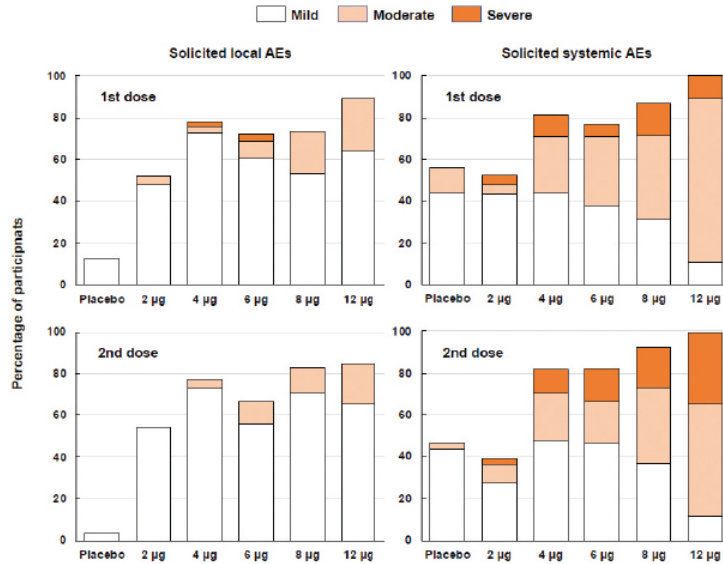 Mild Moderate Severe
Solicited local AEs Solicited systemic AEs
Percentage of particip​nats
100
80
60
40
20
0
1st dose
Placebo 2 µg 4 µg 6 µg 8 µg 12 µg
100
80
60
40
20
0
1st dose
Placebo 2 µg 4 µg 6 µg 8 µg 12 µg
100
80
60
40
20
0
2nd dose
Placebo 2 µg 4 µg 6 µg 8 µg 12 µg
100
80
60
40
20
0
2nd dose
Placebo 2 µg 4 µg 6 µg 8 µg 12 µg